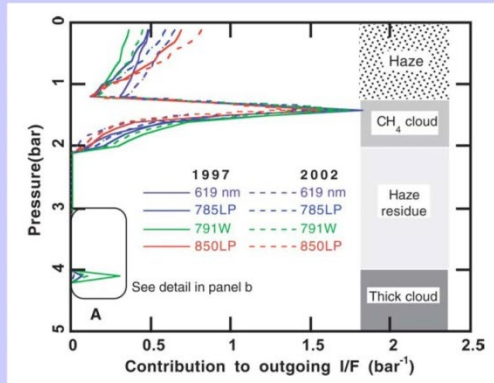 0
1
2
3
4
5
Pressure(bar)
Haze
CH4 cloud
Haze
residue
Thick cloud
1997 2002
619 nm 619 nm
785LP 785LP
791W 791W
850LP 850LP
See detail in panel b
A
0 0.5 1 1.5 2 2.5
Contribution to outgoing I/F (bar-1)